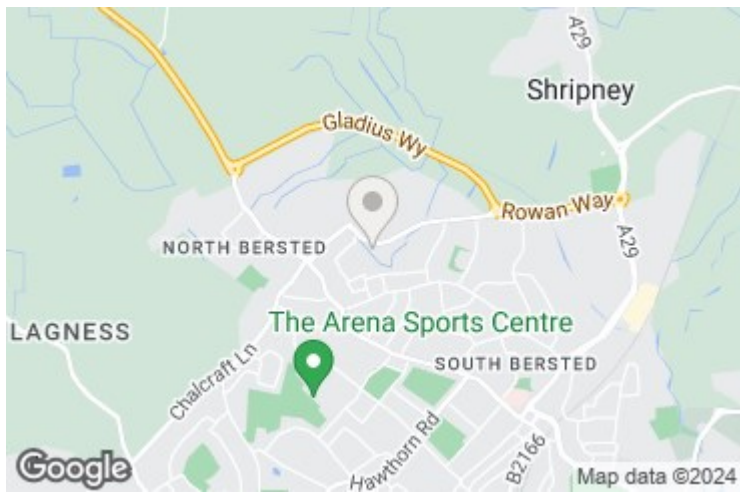 A29
Shripney
Gladius Wy
Rowan Way
A29
NORTH BERSTED
LAGNESS
The Arena Sports Centre
SOUTH BERSTED
Chalcraft Ln
Hawthorn Rd
B2166
Google
Map data ©2024